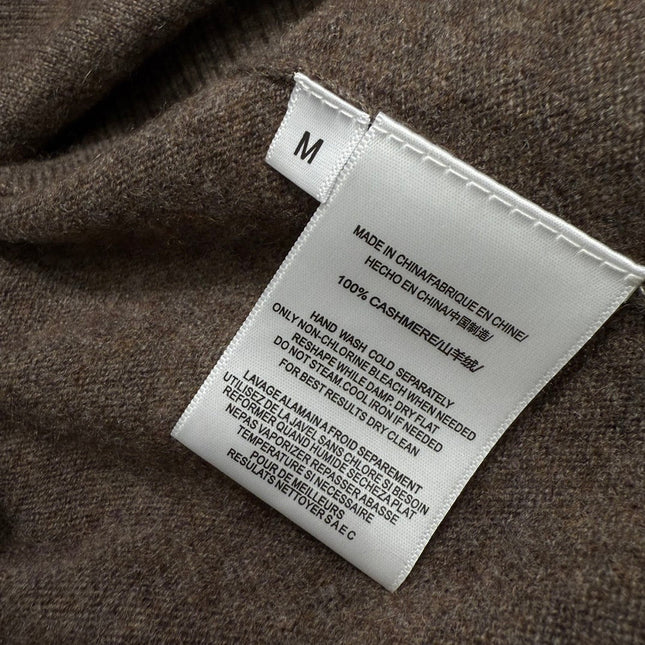 M
MADE IN CHINA/FABRIQUE EN CHINE/
HECHO EN CHINA/中国制造/
100% CASHMERE/山羊绒/
HAND WASH COLD SEPARATELY
ONLY NON-CHLORINE BLEACH WHEN NEEDED
RESHAPE WHILE DAMP. DRY FLAT
DO NOT STEAM. COOL IRON IF NEEDED
FOR BEST RESULTS DRY CLEAN
LAVAGE ALAMAIN A FROID SEPAREMENT
UTILISEZ DE LA JAVEL SANS CHLORE SI BESOIN
REFORMER QUAND HUMIDE SECHEZA PLAT
NEPAS VAPORIZER REPASSER ABASSE
TEMPERATURE SI NECESSAIRE
POUR DE MEILLEURS
RESULATS NETTOYER S A E C